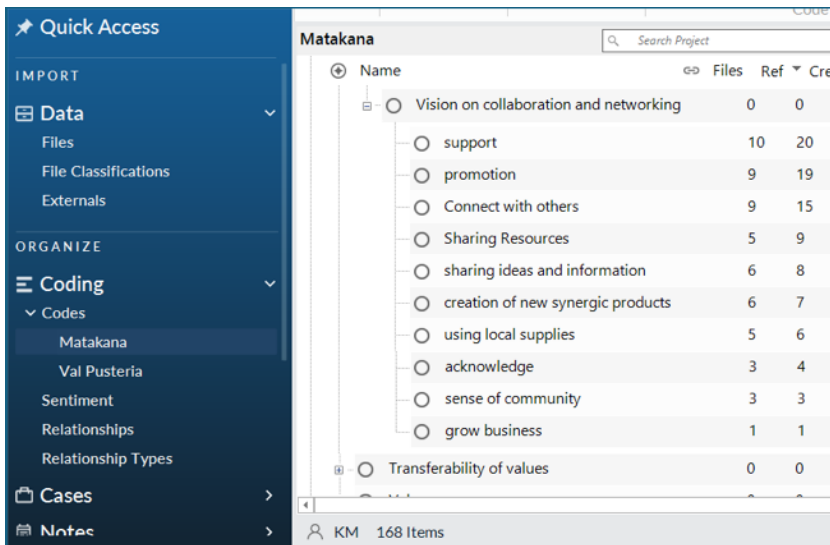 Quick Access
IMPORT
Data
Files
File Classifications
Externals
ORGANIZE
Coding
Codes
Matakana
Val Pusteria
Sentiment
Relationships
Relationship Types
Cases
Notes
Code
Matakana
Search Project
Name Files Ref Cre
Vision on collaboration and networking 0 0
support 10 20
promotion 9 19
Connect with others 9 15
Sharing Resources 5 9
sharing ideas and information 6 8
creation of new synergic products 6 7
using local supplies 5 6
acknowledge 3 4
sense of community 3 3
grow business 1 1
Transferability of values 0 0
KM 168 Items